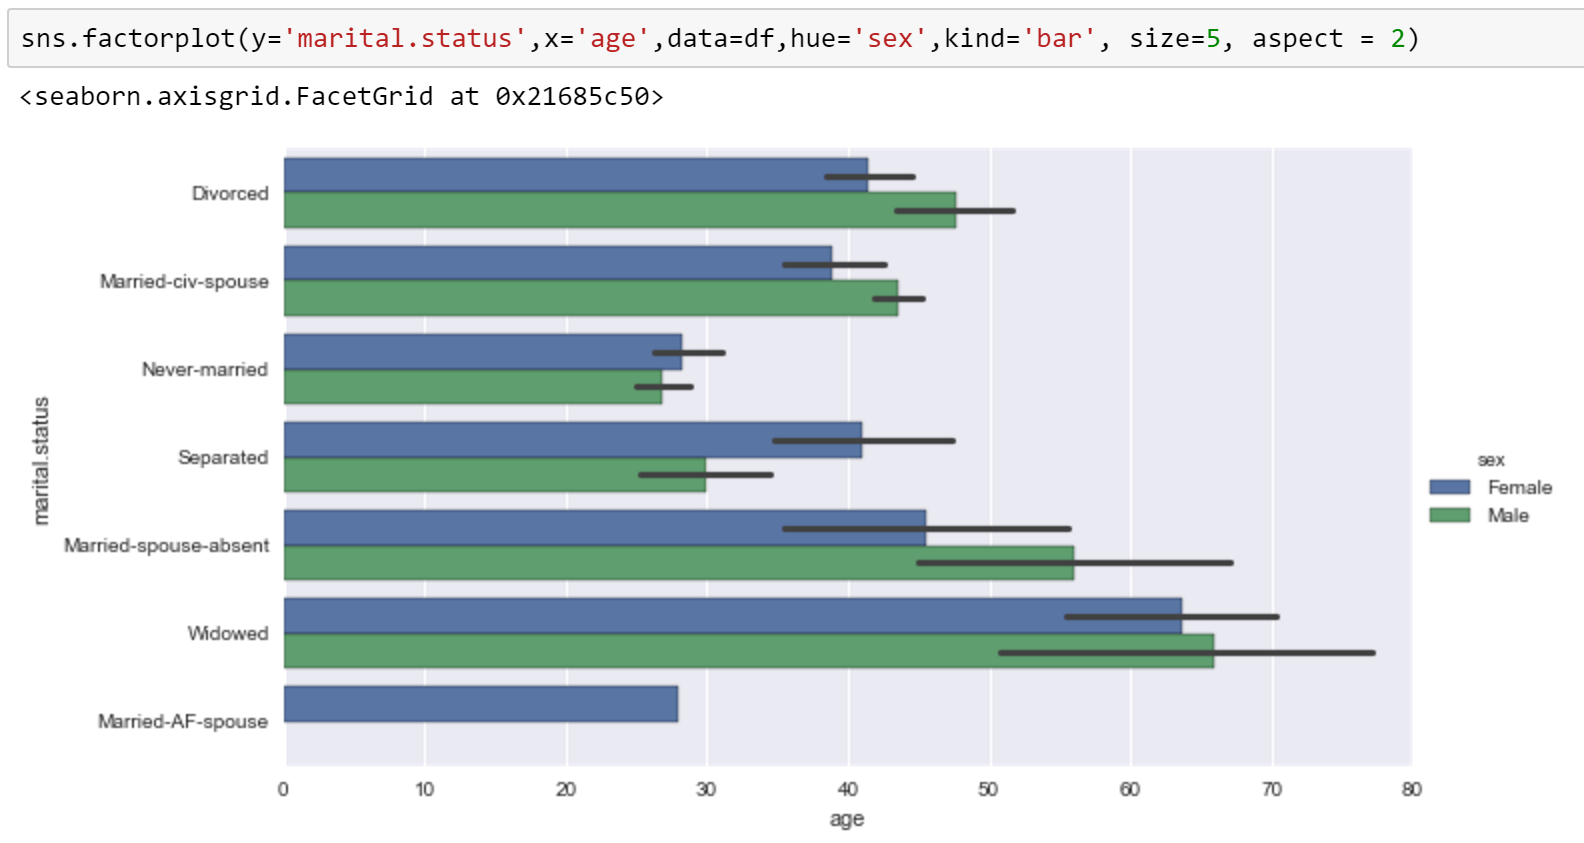 sns.factorplot(y='marital.status',x='age',data=df,hue='sex',kind='bar', size=5, aspect = 2)
<seaborn.axisgrid.FacetGrid at 0x21685c50>
Divorced
Married-civ-spouse
Never-married
Separated
Married-spouse-absent
Widowed
Married-AF-spouse
marital.status
sex
Female
Male
0 10 20 30 40 50 60 70 80
age